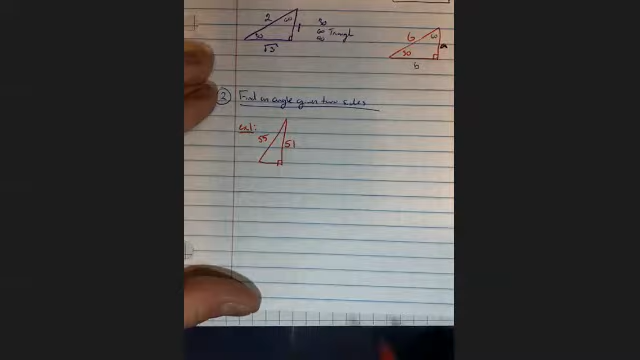 2 60 1 30
60 Triangle
90
30 √3
6 60 a
30
b
② Find an angle given two sides
ex1:
55 51